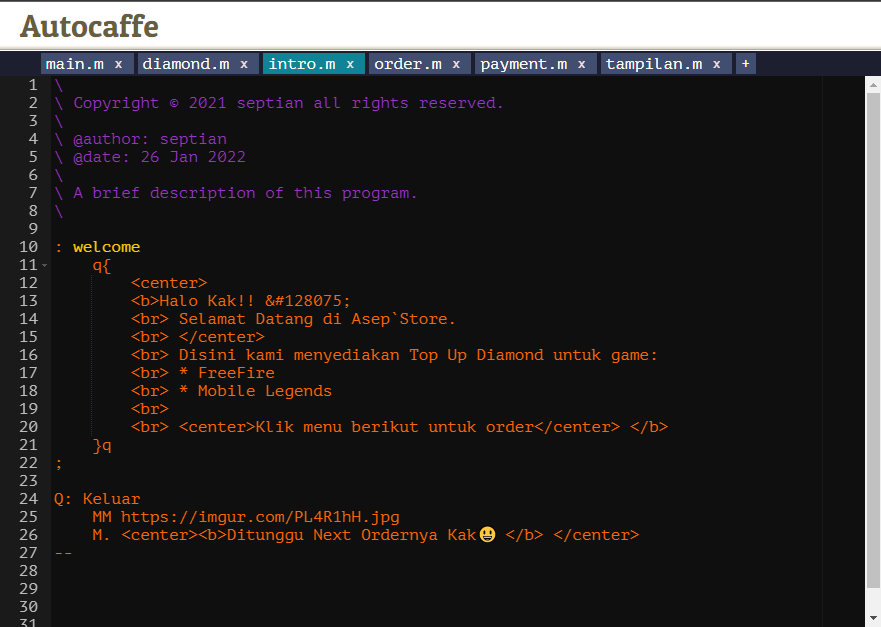 Autocaffe
main.m x diamond.m x intro.m x order.m x payment.m x tampilan.m x +
1 \
2 \ Copyright © 2021 septian all rights reserved.
3 \
4 \ @author: septian
5 \ @date: 26 Jan 2022
6 \
7 \ A brief description of this program.
8 \
9
10 : welcome
11 q{
12 <center>
13 <b>Halo Kak!! &#128075;
14 <br> Selamat Datang di Asep`Store.
15 <br> </center>
16 <br> Disini kami menyediakan Top Up Diamond untuk game:
17 <br> * FreeFire
18 <br> * Mobile Legends
19 <br>
20 <br> <center>Klik menu berikut untuk order</center> </b>
21 }q
22 ;
23
24 Q: Keluar
25 MM https://imgur.com/PL4R1hH.jpg
26 M. <center><b>Ditunggu Next Ordernya Kak😃 </b> </center>
27 --
28
29
30
31